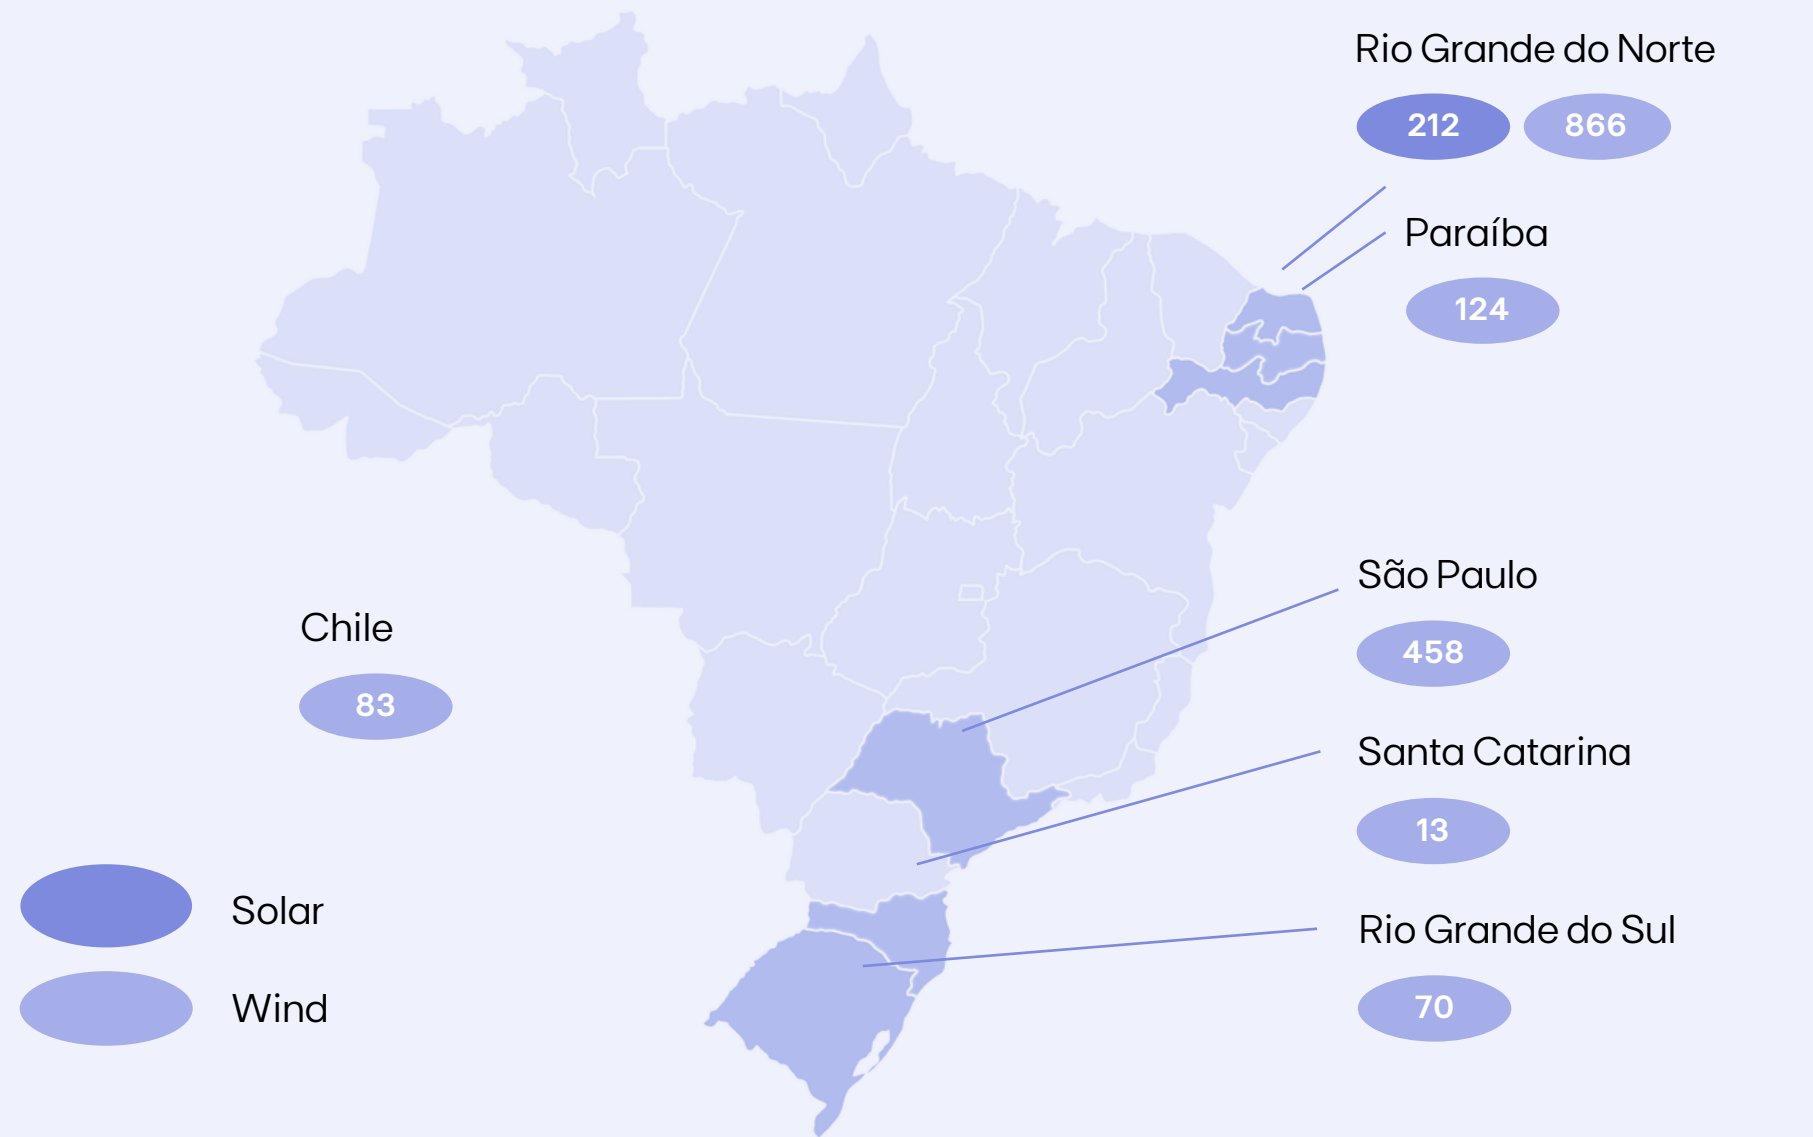 Rio Grande do Norte
212 866
Paraíba
124
São Paulo
458
Chile
83
Santa Catarina
13
Solar
Rio Grande do Sul
Wind
70